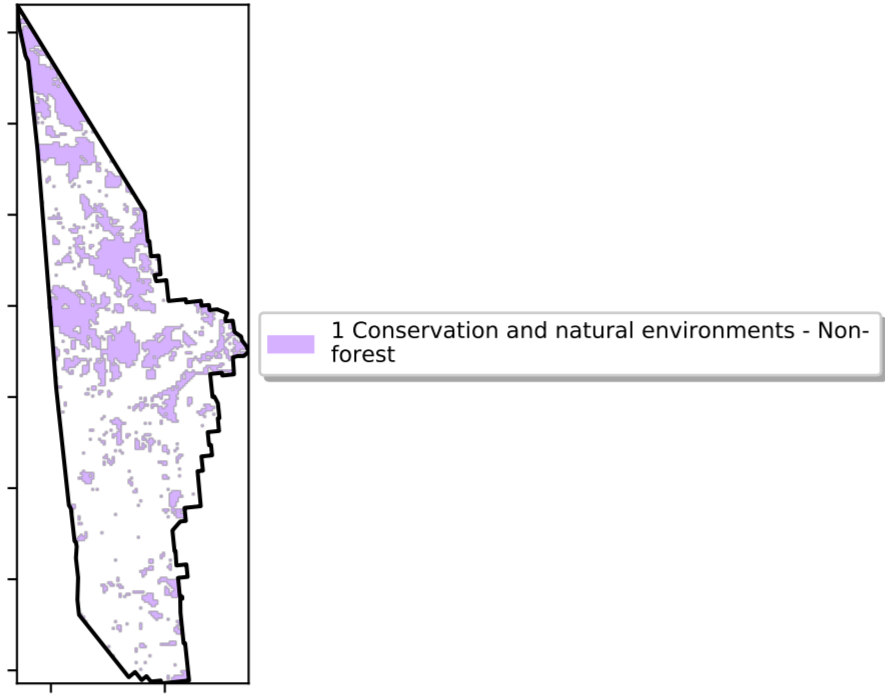 1 Conservation and natural environments - Non-
forest